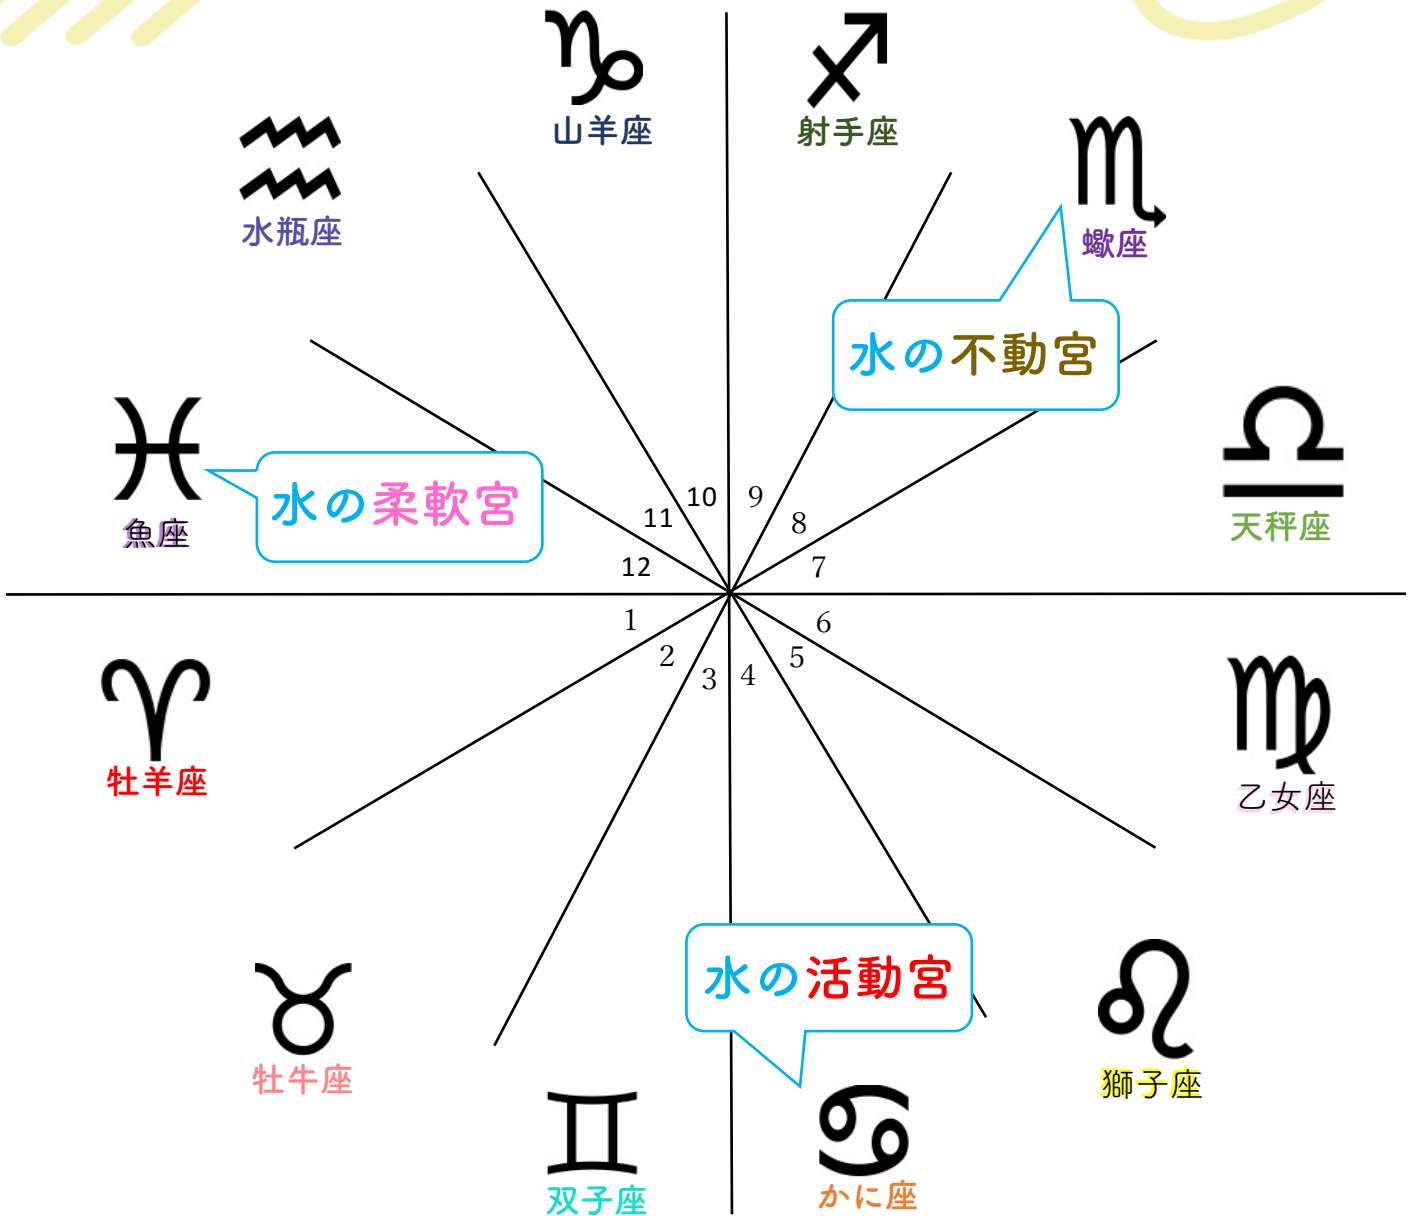 山羊座
射手座
水瓶座
蠍座
水の不動宮
天秤座
魚座
水の柔軟宮
10
9
11
8
12
7
1
6
2
5
3
4
牡羊座
乙女座
水の活動宮
牡牛座
獅子座
双子座
かに座